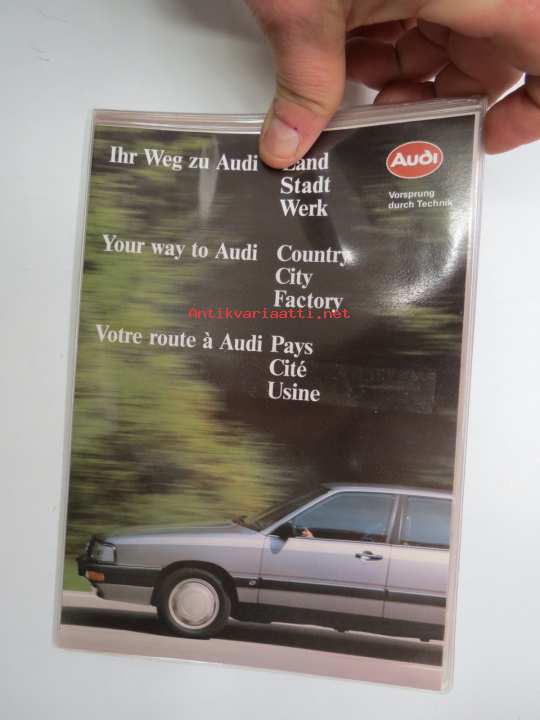 Ihr Weg zu Audi Land
Stadt
Werk
Audi
Vorsprung
durch Technik
Your way to Audi Country
City
Factory
Antikvariaatti.net
Votre route à Audi Pays
Cité
Usine